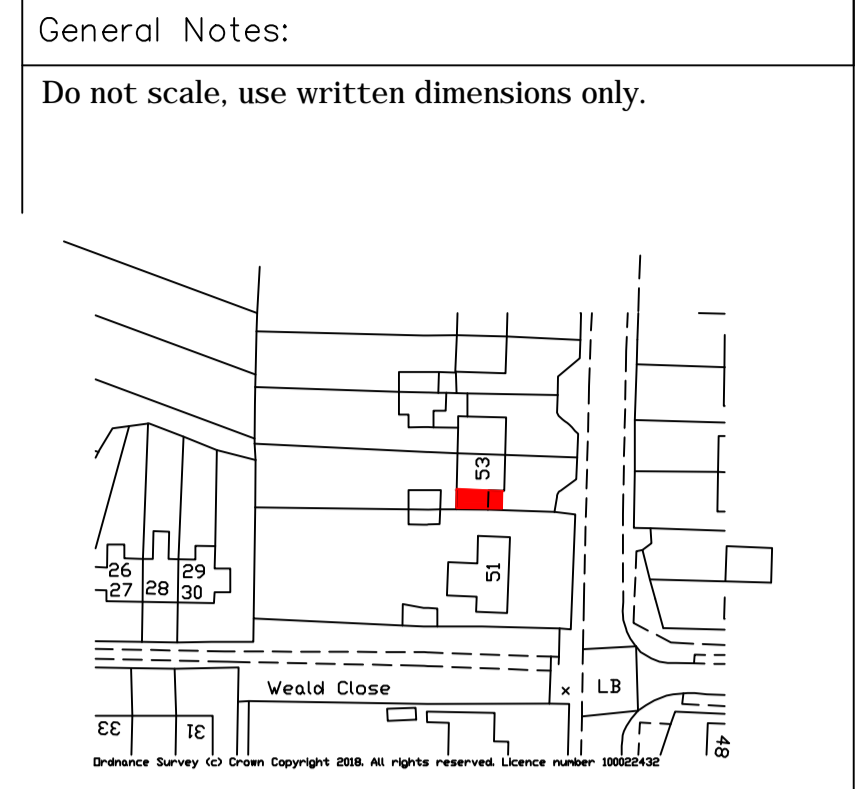 General Notes:
Do not scale, use written dimensions only.
53
51
26
29
27
28
30
Weald Close
x
LB
33
31
48
Ordnance Survey (c) Crown Copyright 2018. All rights reserved. Licence number 100022432